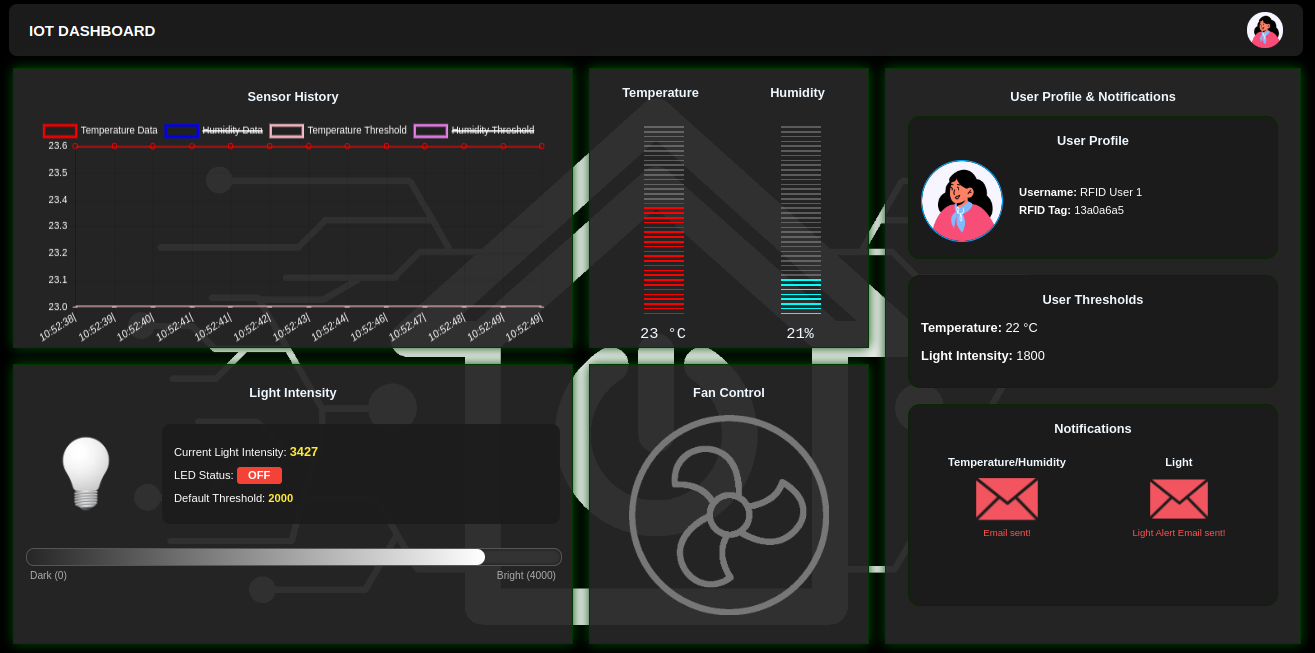 IOT DASHBOARD
Sensor History
Temperature Data Humidity Data Temperature Threshold Humidity Threshold
23.6
23.5
23.4
23.3
23.2
23.1
23.0
10:52:38| 10:52:39| 10:52:40| 10:52:41| 10:52:41| 10:52:42| 10:52:43| 10:52:44| 10:52:46| 10:52:47| 10:52:48| 10:52:49| 10:52:49|
Temperature Humidity
23 °C 21%
User Profile & Notifications
User Profile
Username: RFID User 1
RFID Tag: 13a0a6a5
User Thresholds
Temperature: 22 °C
Light Intensity: 1800
Notifications
Temperature/Humidity Light
Email sent! Light Alert Email sent!
Light Intensity
Current Light Intensity: 3427
LED Status: OFF
Default Threshold: 2000
Dark (0) Bright (4000)
Fan Control